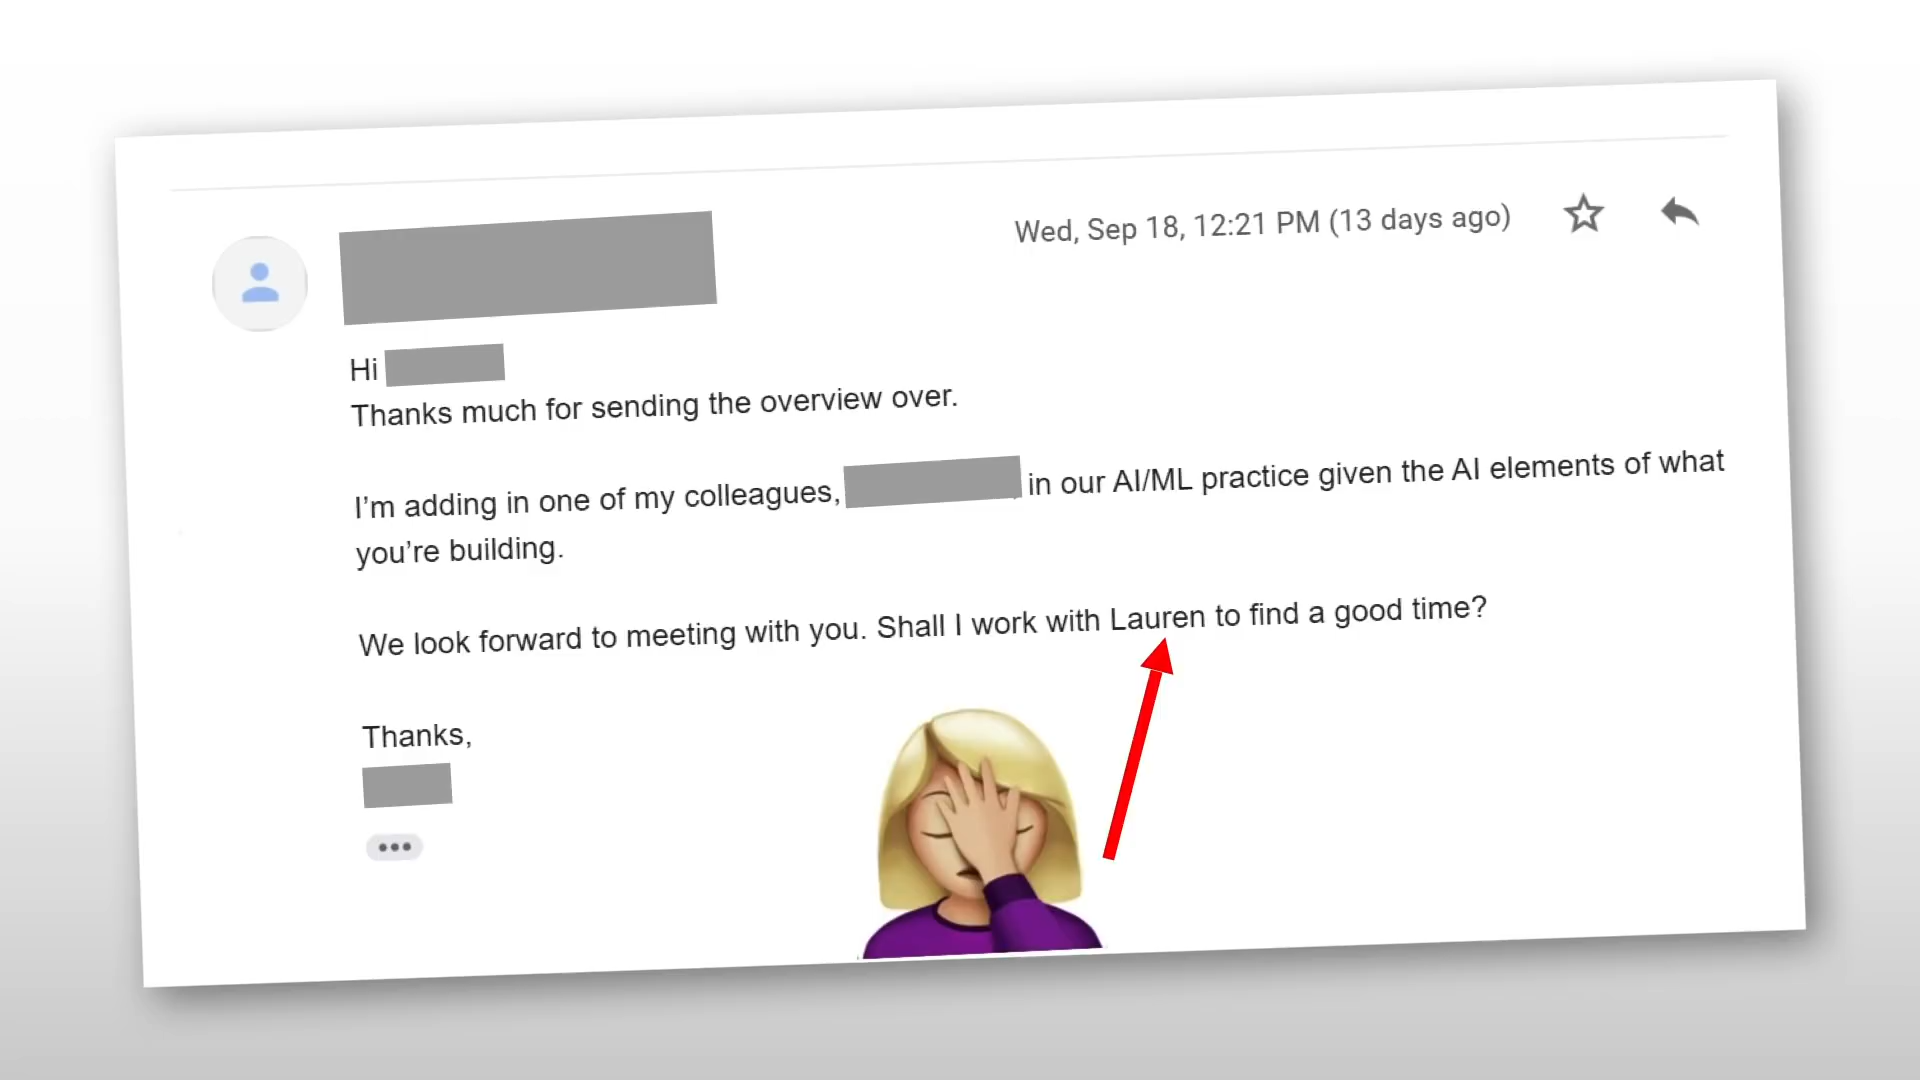 Wed, Sep 18, 12:21 PM (13 days ago)
Hi
Thanks much for sending the overview over.
I’m adding in one of my colleagues, in our AI/ML practice given the AI elements of what
you’re building.
We look forward to meeting with you. Shall I work with Lauren to find a good time?
Thanks,